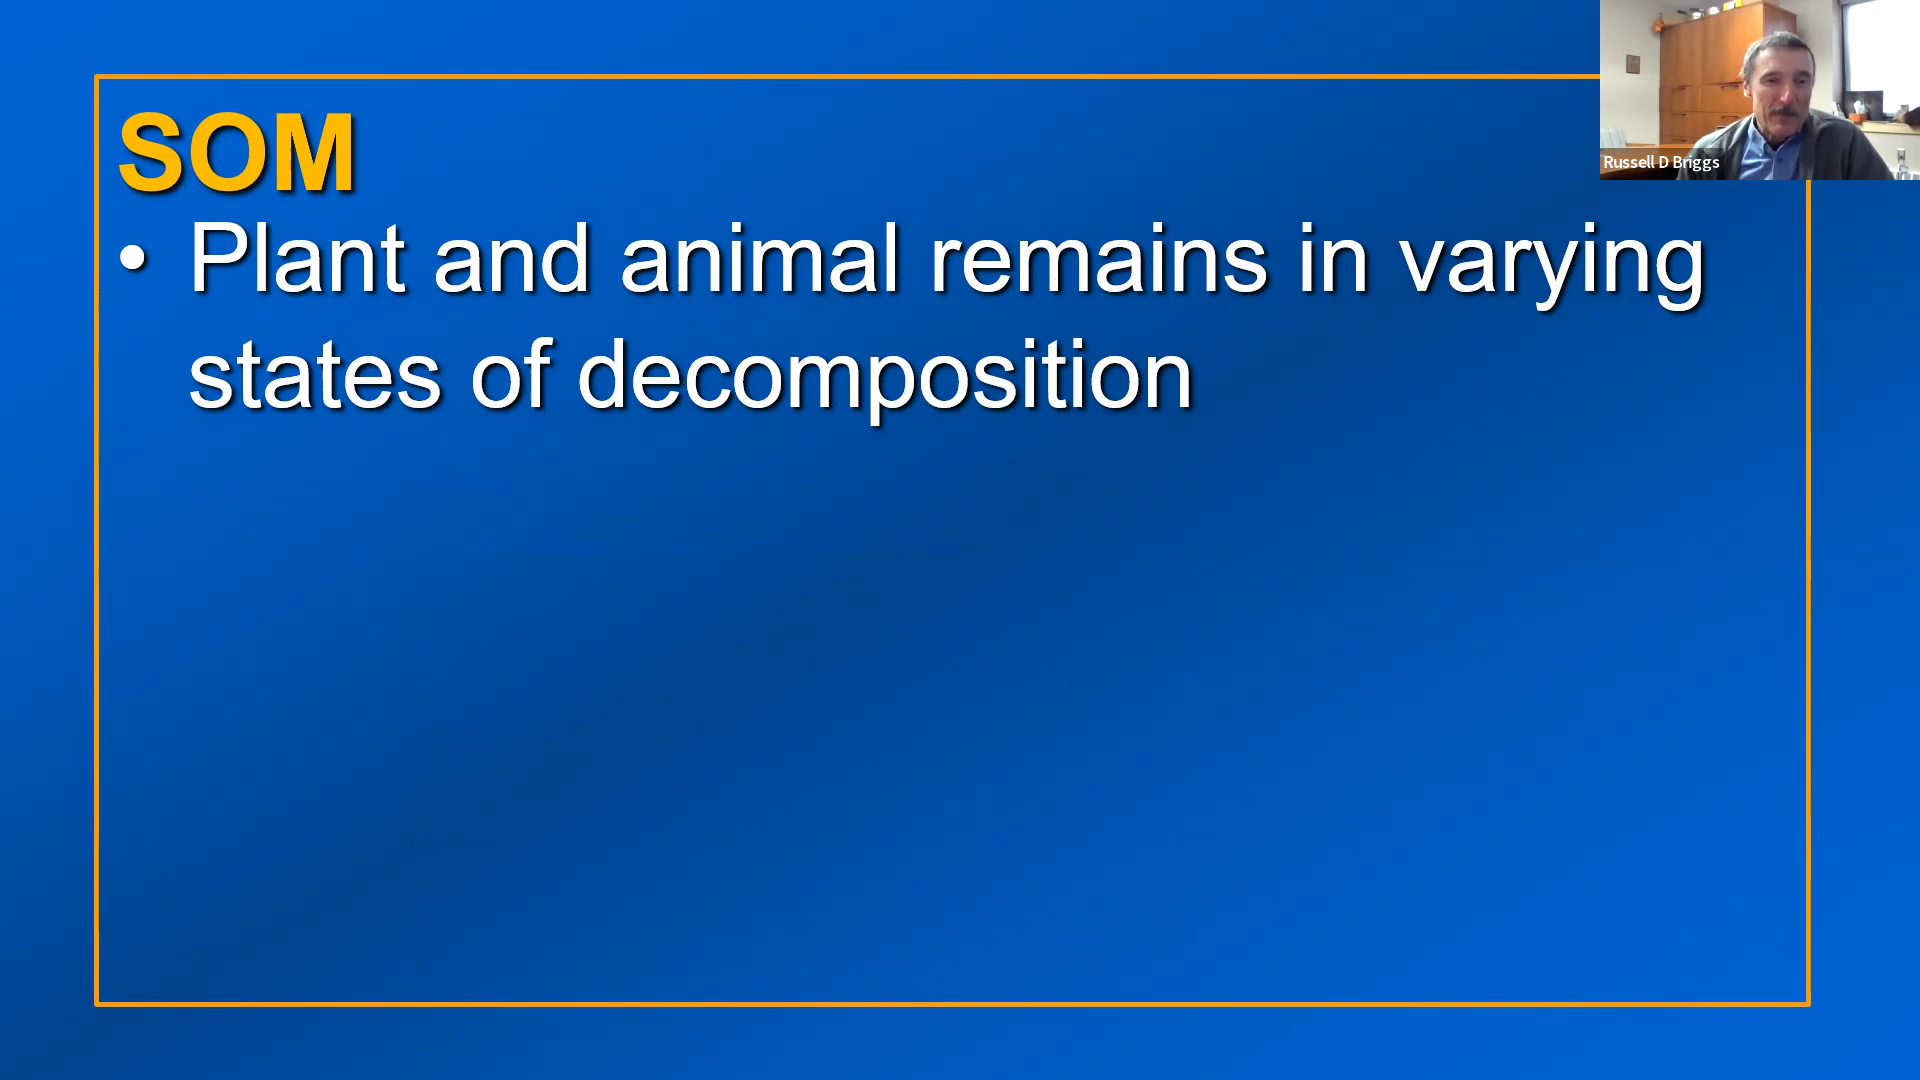 SOM
• Plant and animal remains in varying
states of decomposition
Russell D Briggs